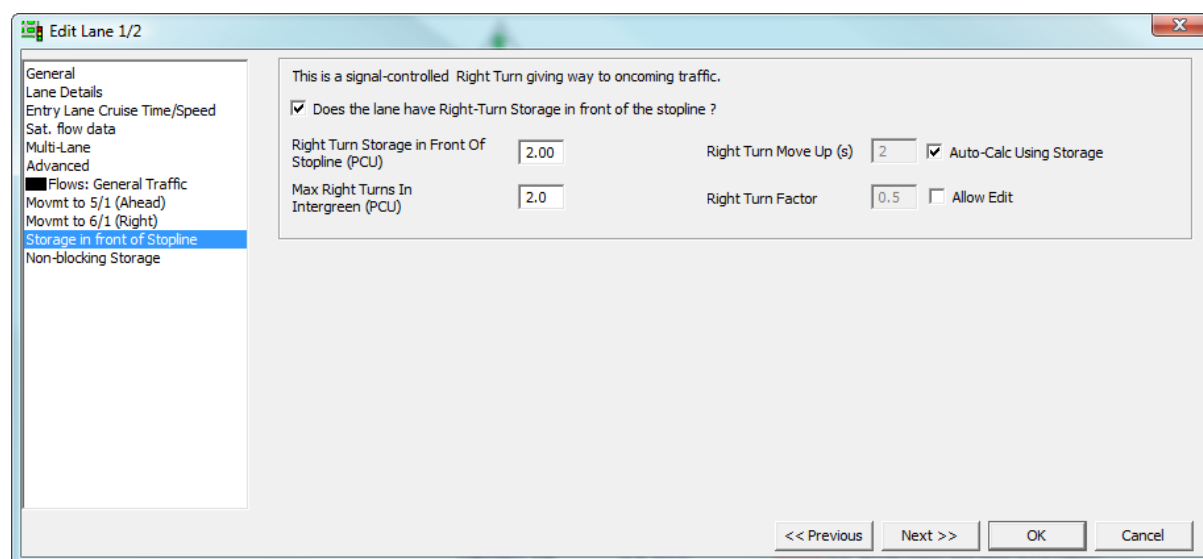 Edit Lane 1/2
General
Lane Details
Entry Lane Cruise Time/Speed
Sat. flow data
Multi-Lane
Advanced
Flows: General Traffic
Movmt to 5/1 (Ahead)
Movmt to 6/1 (Right)
Storage in front of Stopline
Non-blocking Storage
This is a signal-controlled Right Turn giving way to oncoming traffic.
Does the lane have Right-Turn Storage in front of the stopline ?
Right Turn Storage in Front Of
Stopline (PCU)
2.00
Right Turn Move Up (s)
2
Auto-Calc Using Storage
Max Right Turns In
Intergreen (PCU)
2.0
Right Turn Factor
0.5
Allow Edit
<< Previous
Next >>
OK
Cancel